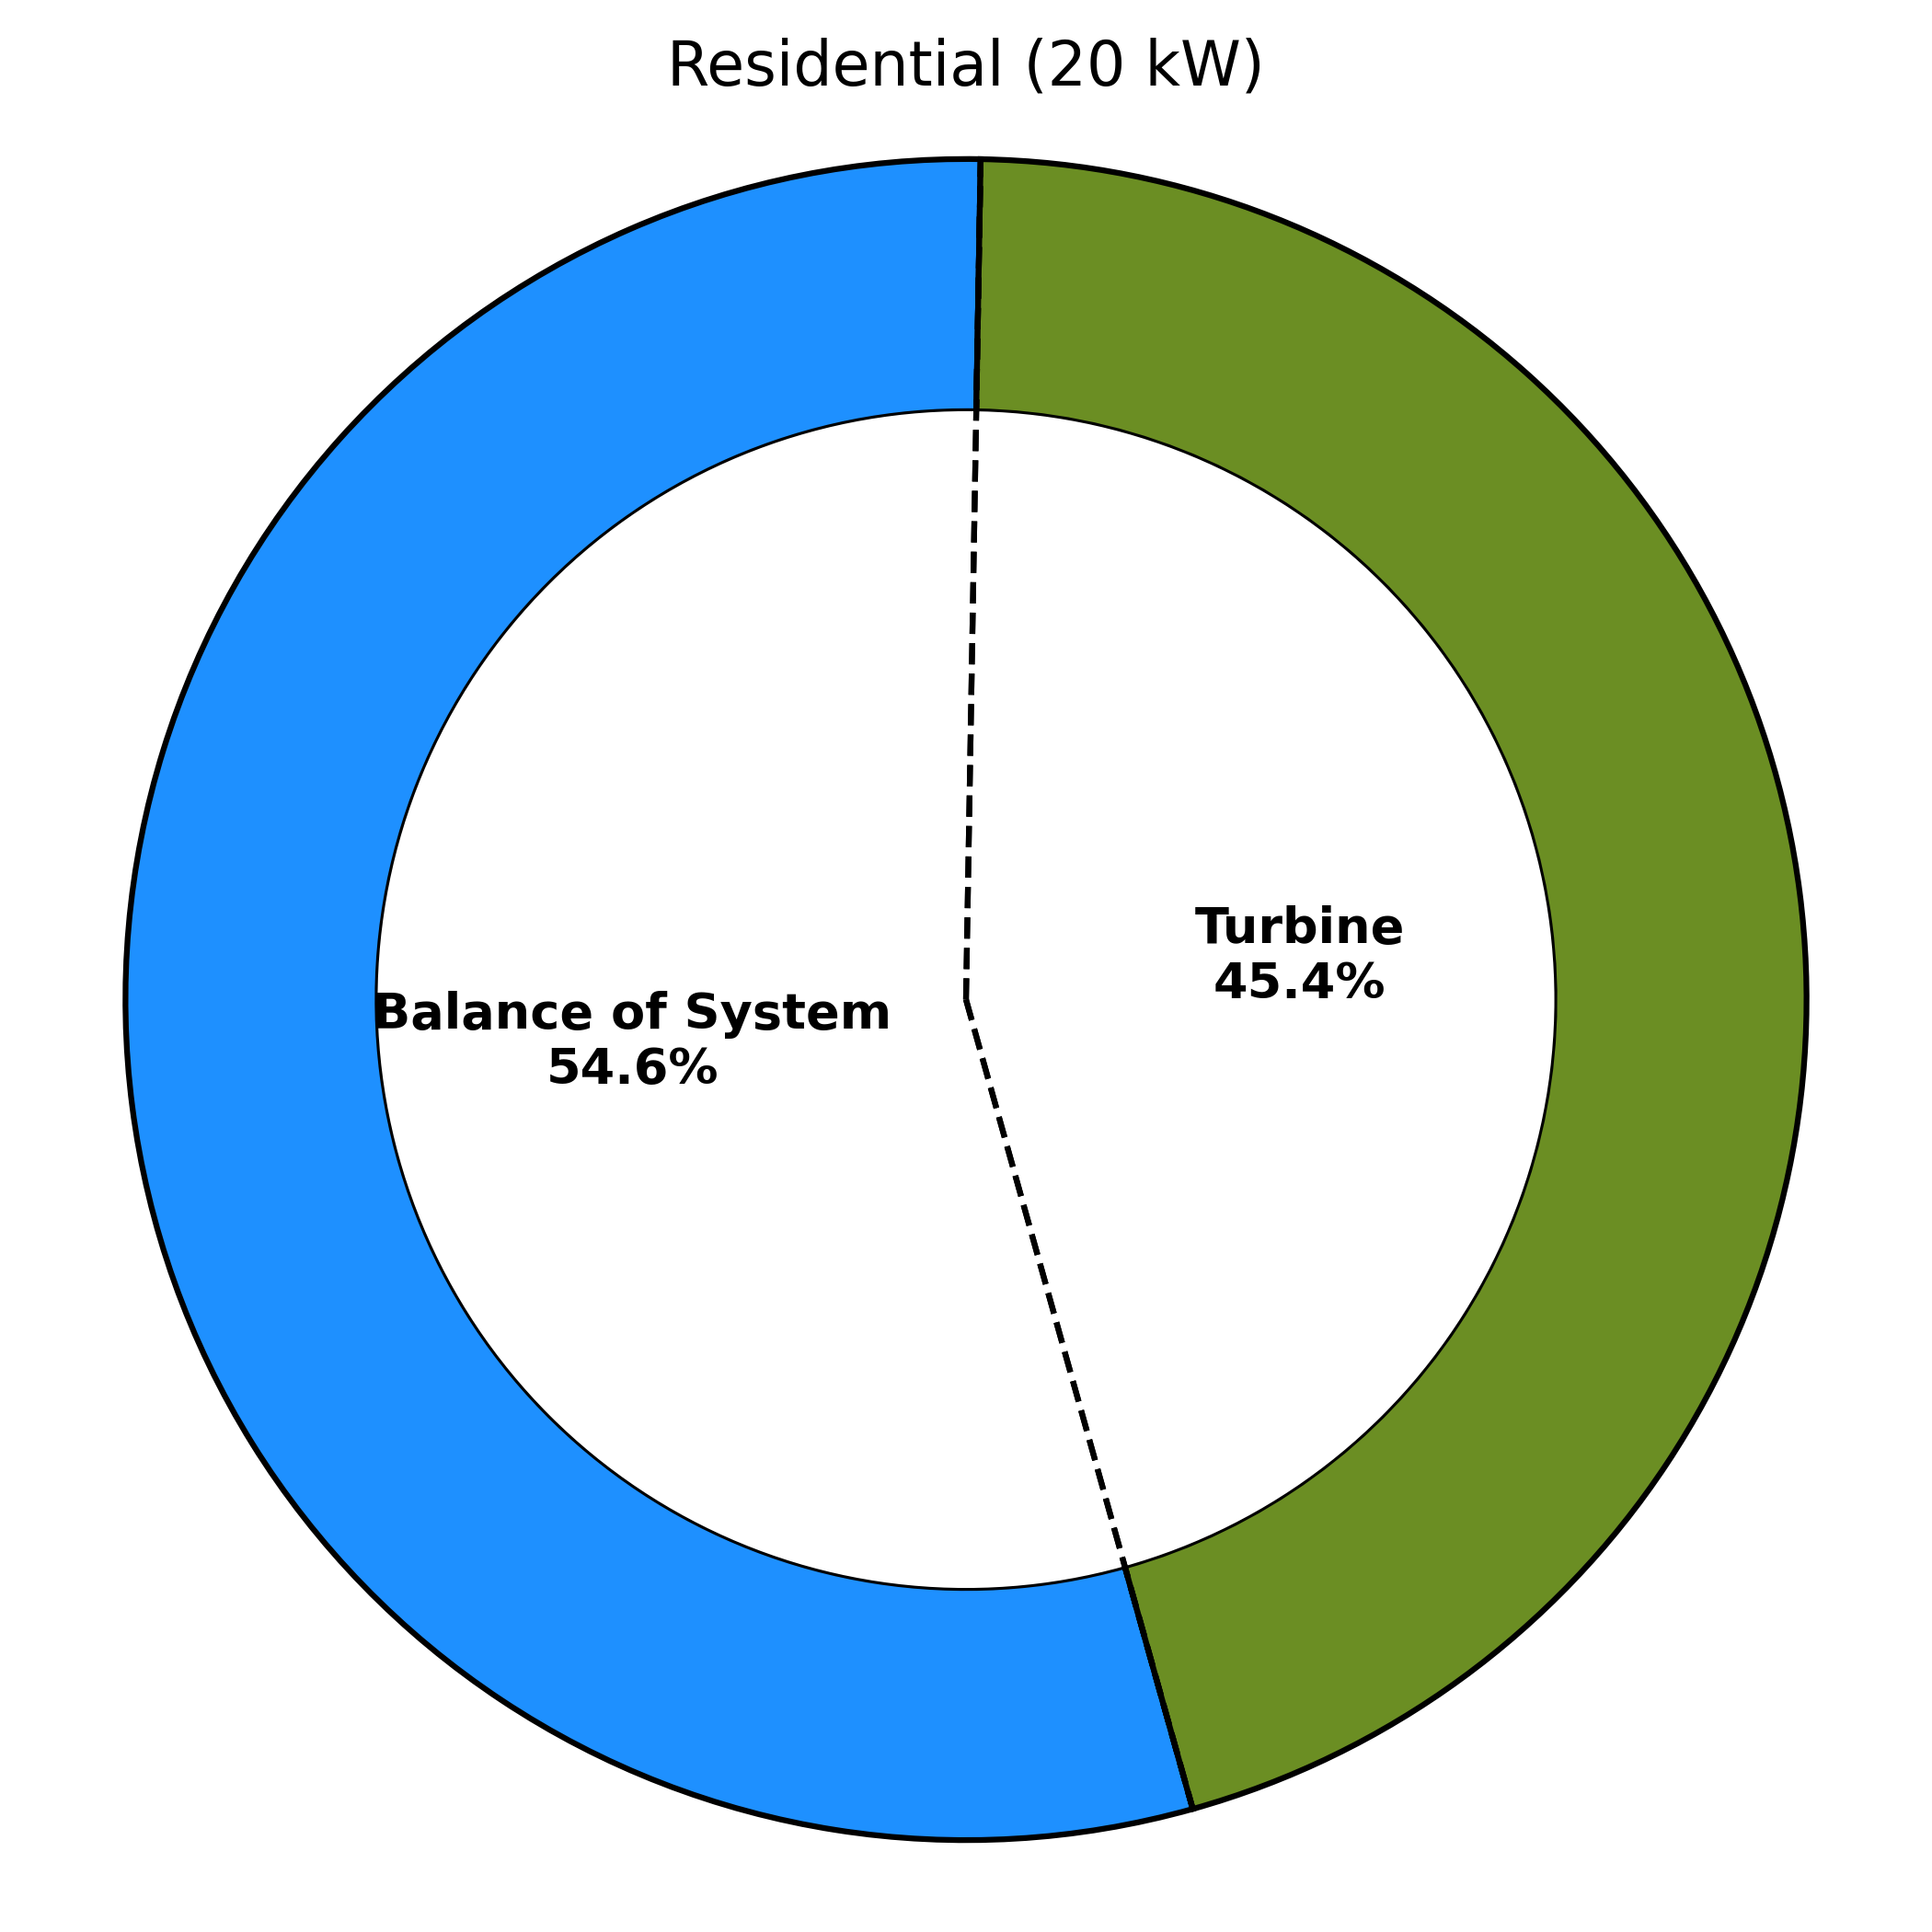 Residential (20 kW)
Turbine
45.4%
Balance of System
54.6%